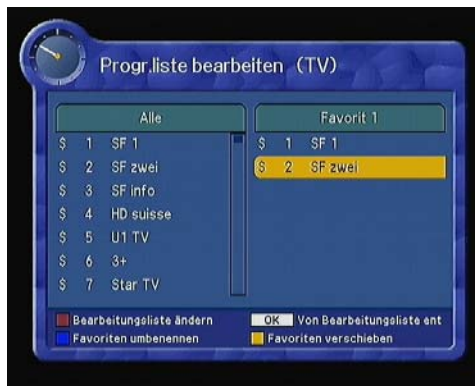 Progr.liste bearbeiten (TV)
Alle
$ 1 SF 1
$ 2 SF zwei
$ 3 SF info
$ 4 HD suisse
$ 5 U1 TV
$ 6 3+
$ 7 Star TV
Favorit 1
$ 1 SF 1
$ 2 SF zwei
Bearbeitungsliste ändern
OK Von Bearbeitungsliste ent
Favoriten umbenennen
Favoriten verschieben